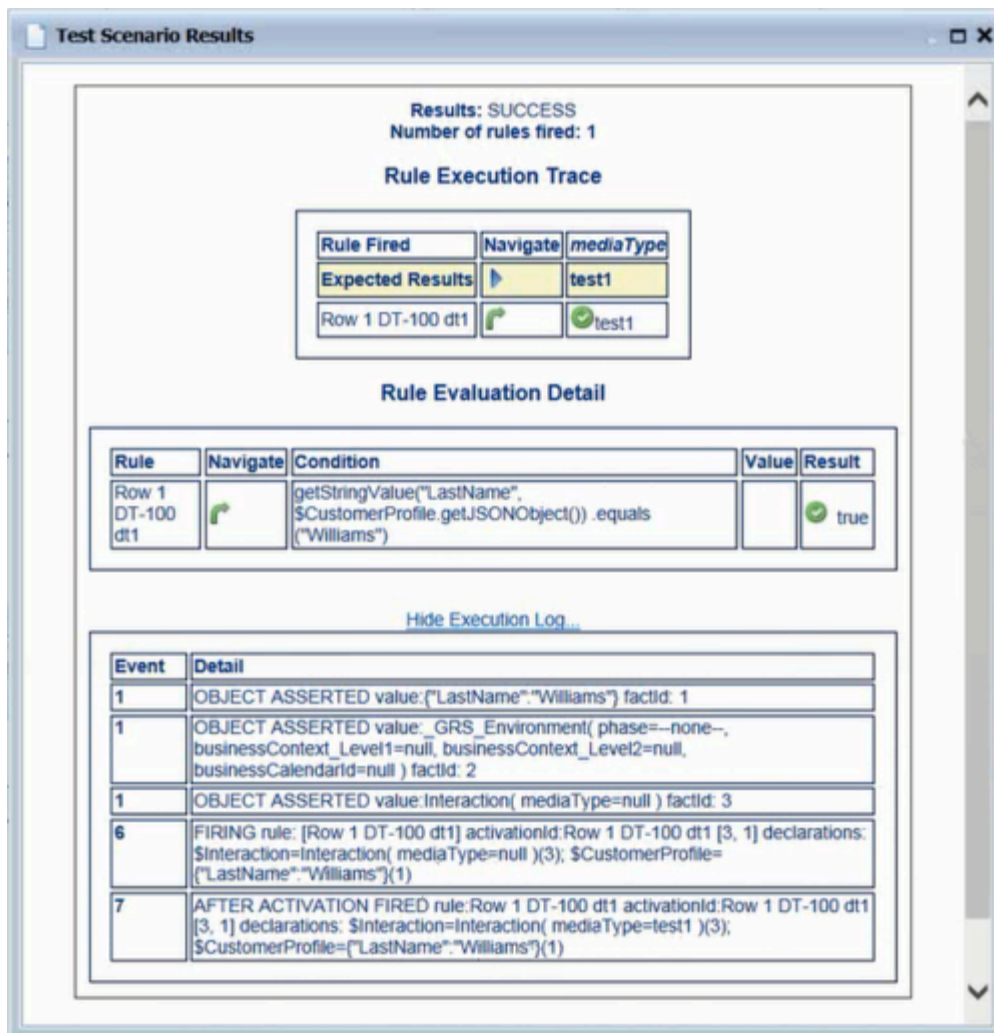 Test Scenario Results
Results: SUCCESS
Number of rules fired: 1
Rule Execution Trace
Rule Fired Navigate mediaType
Expected Results test1
Row 1 DT-100 dt1 test1
Rule Evaluation Detail
Rule Navigate Condition Value Result
Row 1
DT-100
dt1
getStringValue("LastName",
$CustomerProfile.getJSONObject()) .equals
("Williams")
true
Hide Execution Log...
Event Detail
1 OBJECT ASSERTED value:{"LastName":"Williams"} factId: 1
1 OBJECT ASSERTED value:_GRS_Environment( phase=--none--,
businessContext_Level1=null, businessContext_Level2=null,
businessCalendarId=null ) factId: 2
1 OBJECT ASSERTED value:Interaction( mediaType=null ) factId: 3
6 FIRING rule: [Row 1 DT-100 dt1] activationId:Row 1 DT-100 dt1 [3, 1] declarations:
$Interaction=Interaction( mediaType=null )(3); $CustomerProfile=
{"LastName":"Williams"}(1)
7 AFTER ACTIVATION FIRED rule:Row 1 DT-100 dt1 activationId:Row 1 DT-100 dt1
[3, 1] declarations: $Interaction=Interaction( mediaType=test1 )(3);
$CustomerProfile={"LastName":"Williams"}(1)